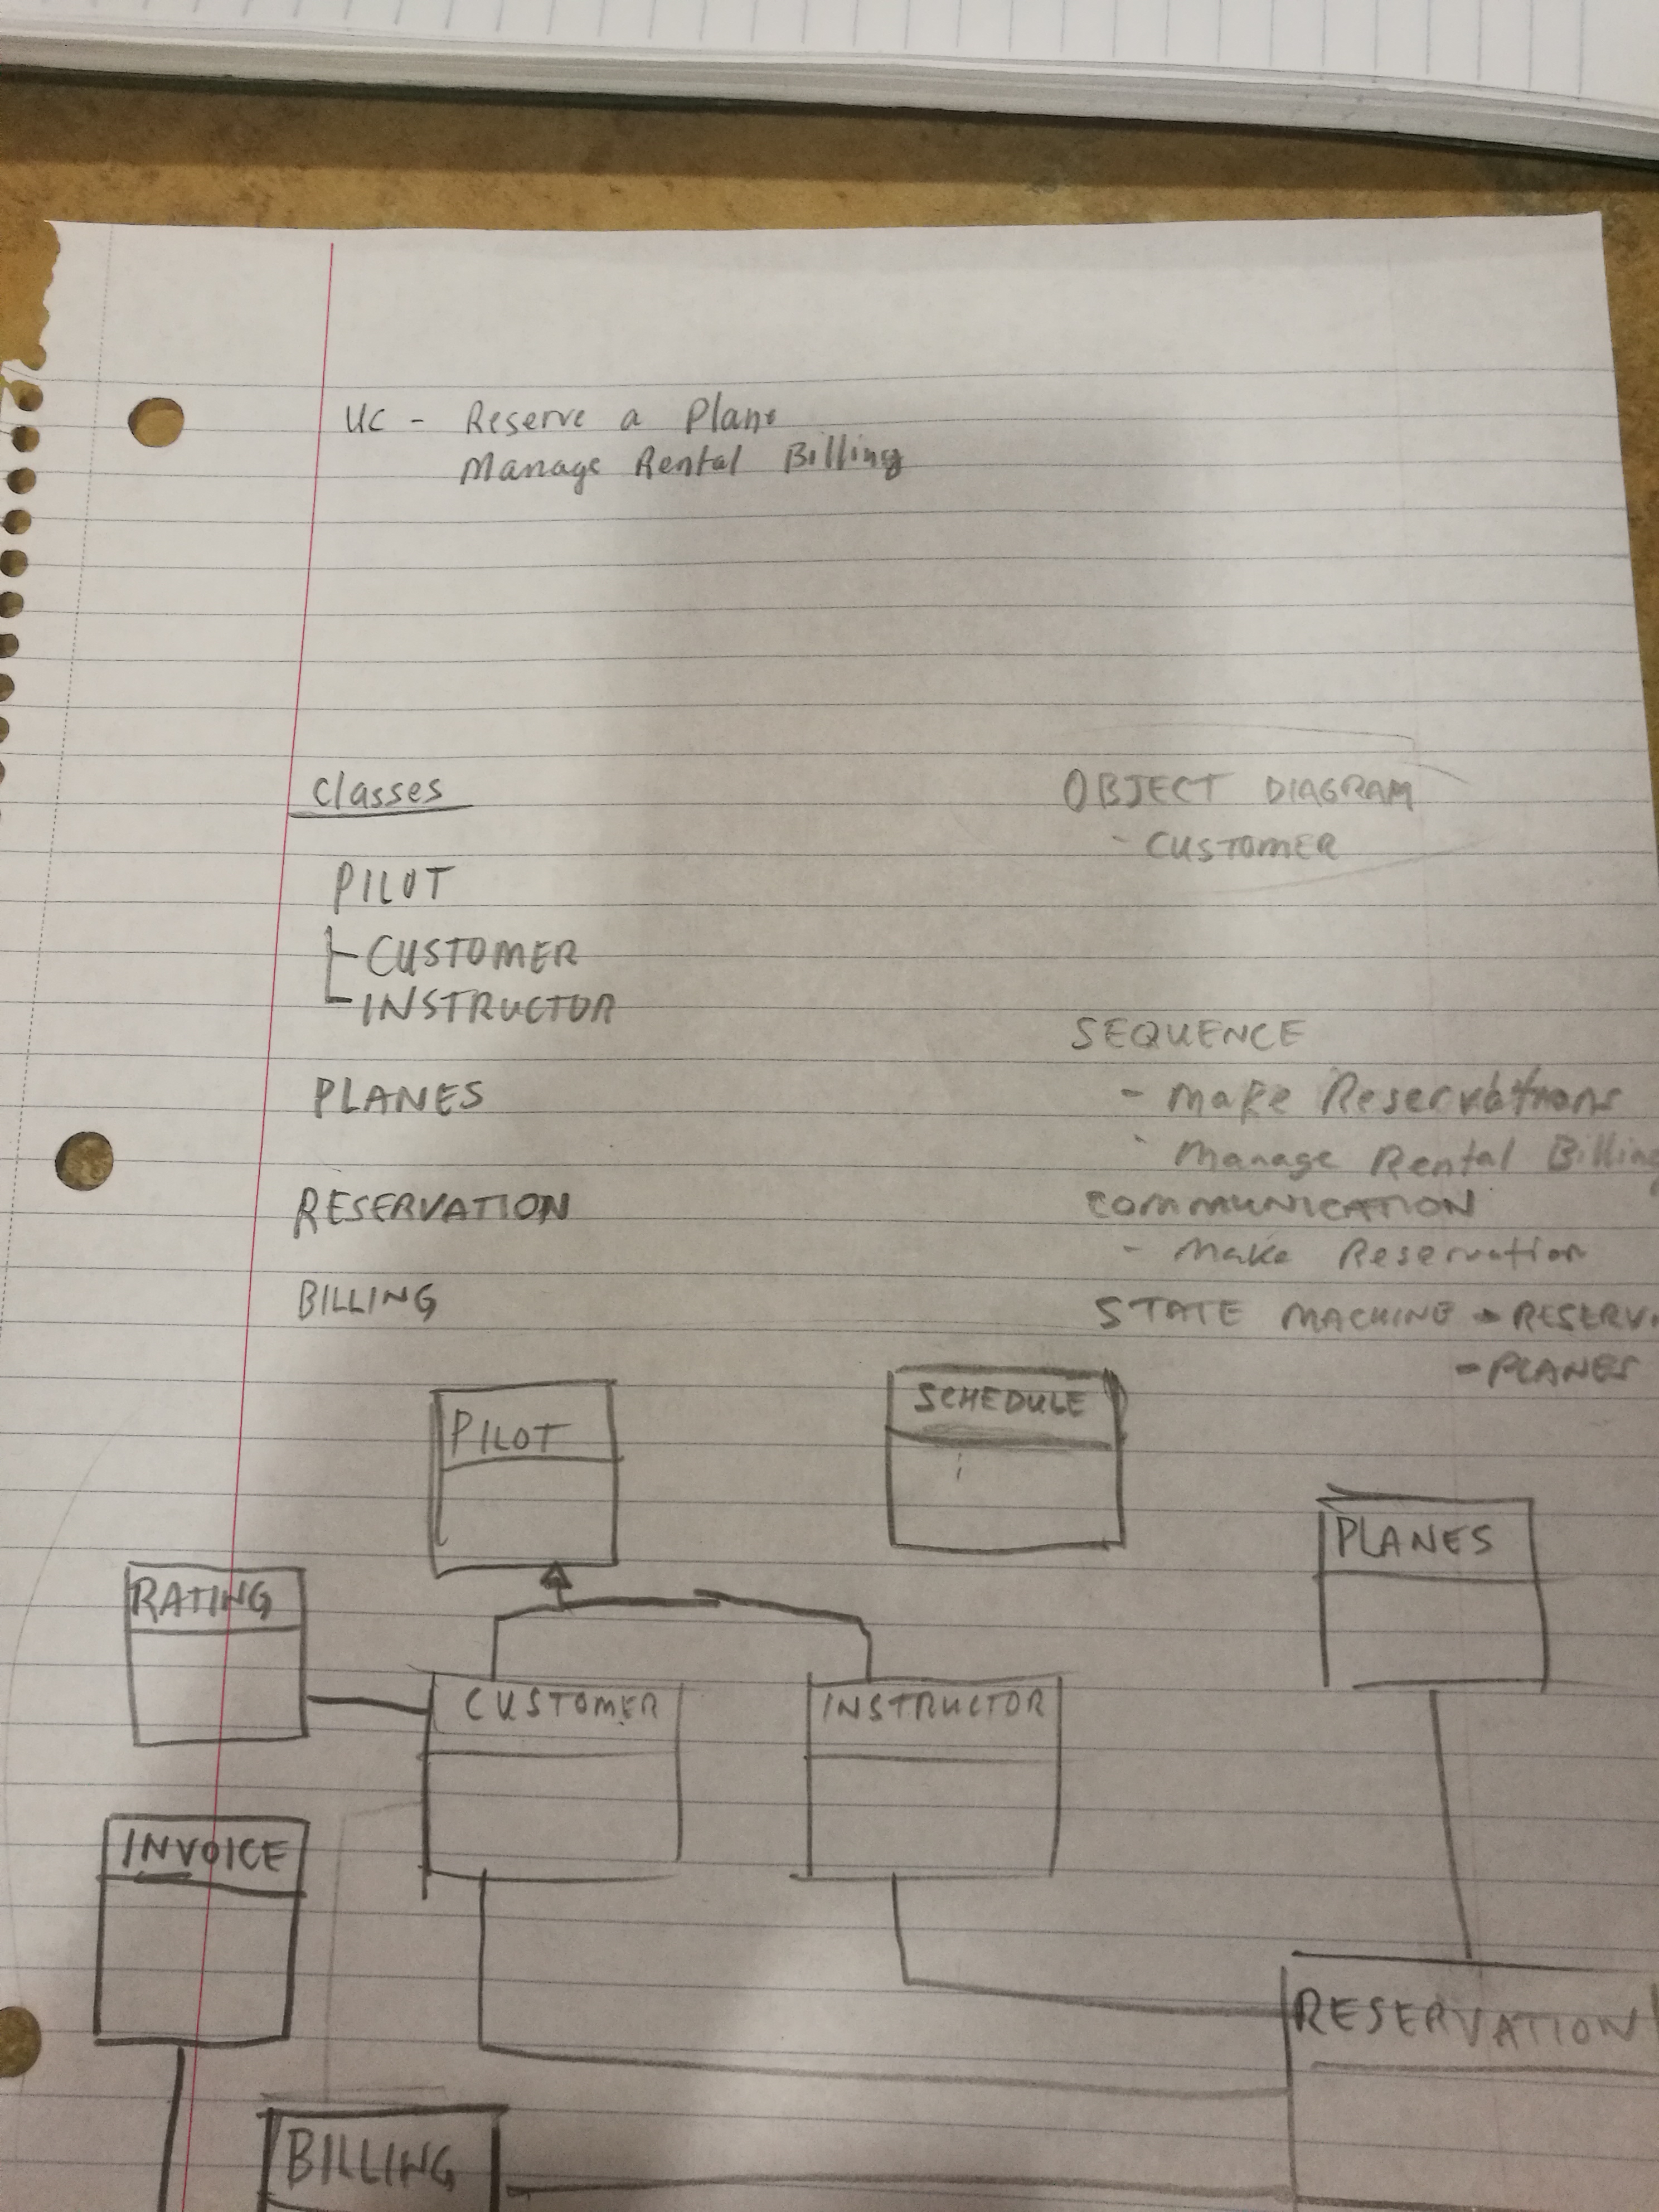 UC - Reserve a Plane
Manage Rental Billing
Classes
PILOT
CUSTOMER
INSTRUCTOR
PLANES
RESERVATION
BILLING
OBJECT DIAGRAM
- CUSTOMER
SEQUENCE
- Make Reservations
- Manage Rental Billing
COMMUNICATION
- Make Reservation
STATE MACHINE - RESERV
- PLANES
PILOT
SCHEDULE
PLANES
RATING
CUSTOMER
INSTRUCTOR
INVOICE
RESERVATION
BILLING